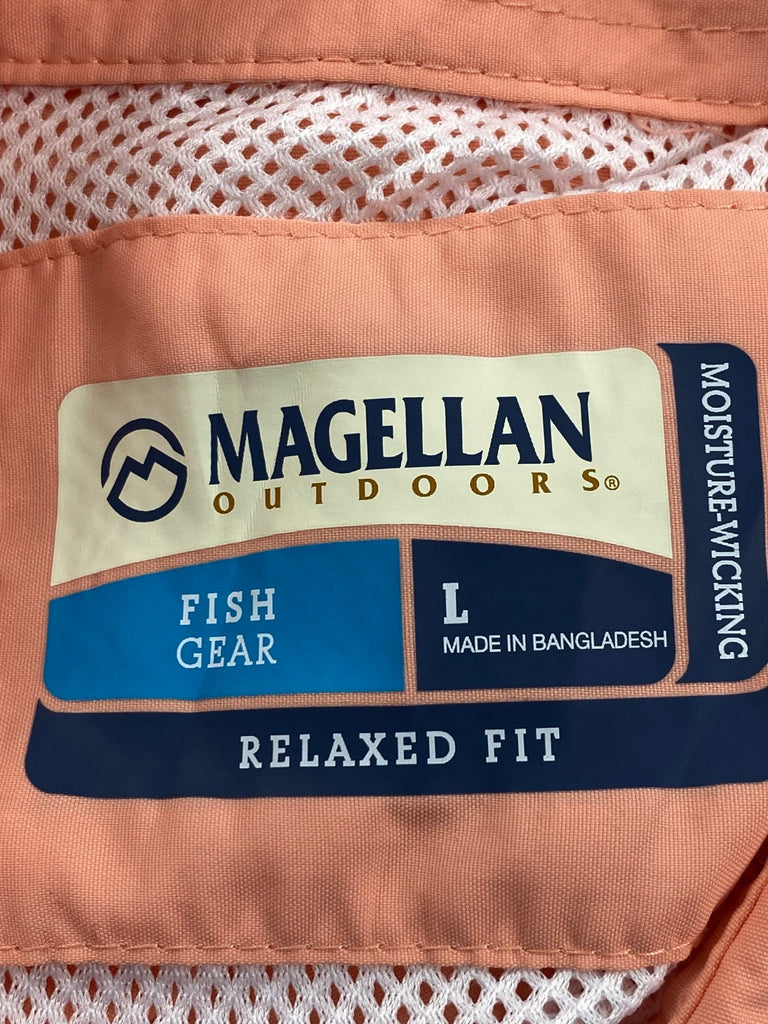 MAGELLAN
OUTDOORS®
FISH
GEAR
L
MADE IN BANGLADESH
MOISTURE-WICKING
RELAXED FIT